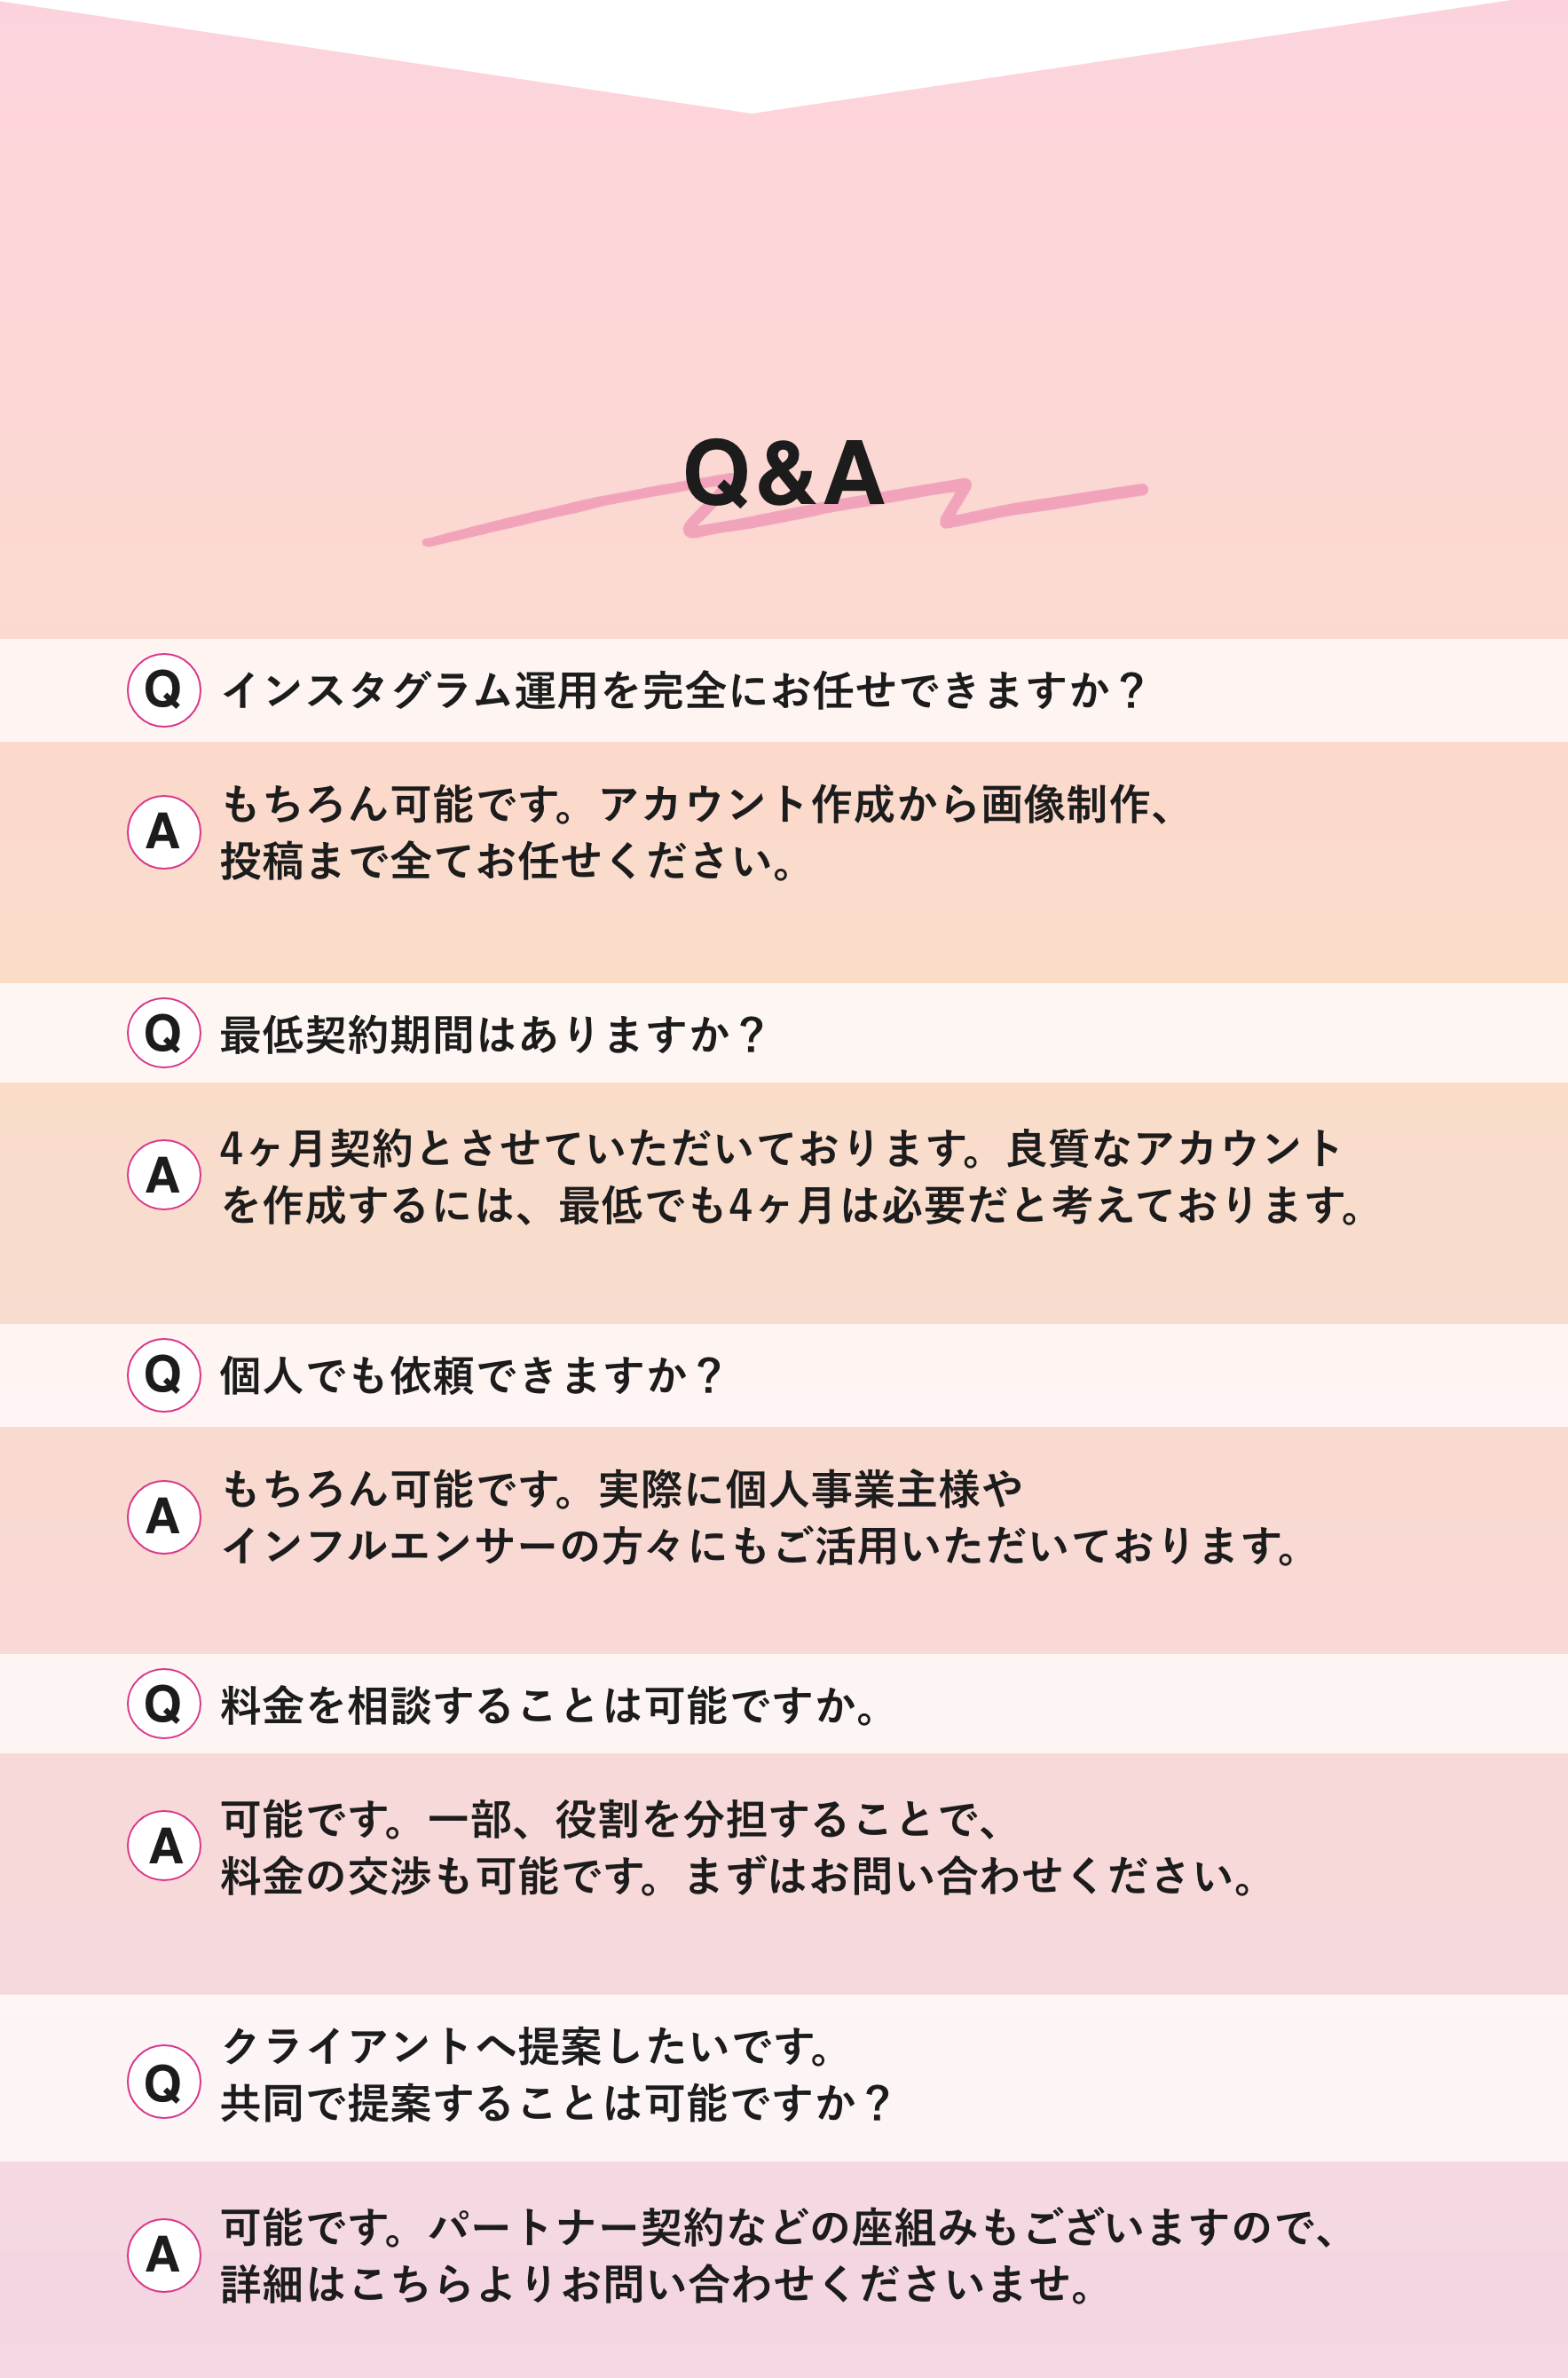 Q&A
Q インスタグラム運用を完全にお任せできますか？
A もちろん可能です。アカウント作成から画像制作、
投稿まで全てお任せください。
Q 最低契約期間はありますか？
A 4ヶ月契約とさせていただいております。良質なアカウント
を作成するには、最低でも4ヶ月は必要だと考えております。
Q 個人でも依頼できますか？
A もちろん可能です。実際に個人事業主様や
インフルエンサーの方々にもご活用いただいております。
Q 料金を相談することは可能ですか。
A 可能です。一部、役割を分担することで、
料金の交渉も可能です。まずはお問い合わせください。
Q クライアントへ提案したいです。
共同で提案することは可能ですか？
A 可能です。パートナー契約などの座組みもございますので、
詳細はこちらよりお問い合わせくださいませ。